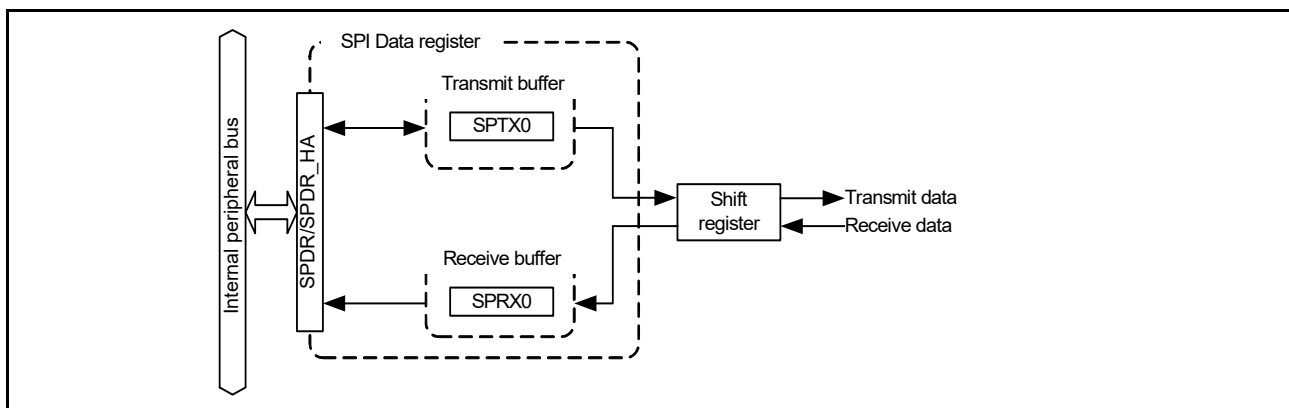 SPI Data register
Transmit buffer
SPTX0
Internal peripheral bus
SPDR/SPDR_HA
Shift
register
Transmit data
Receive data
Receive buffer
SPRX0